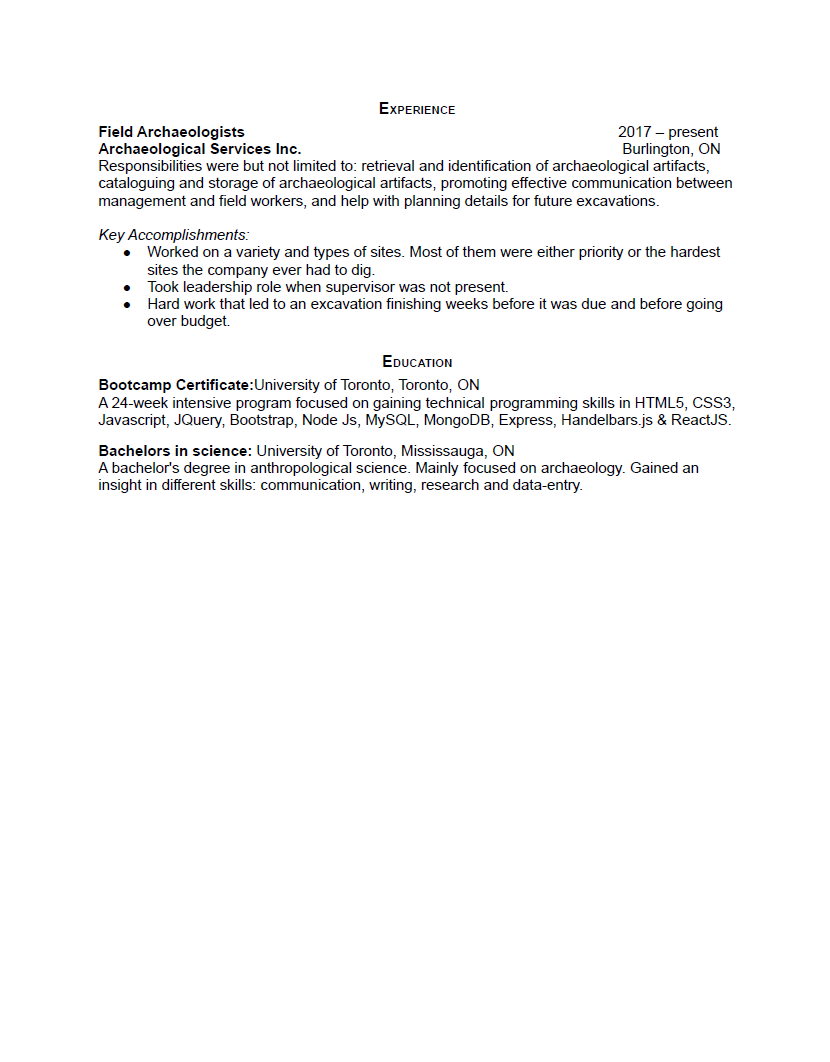 EXPERIENCE
Field Archaeologists 2017 – present
Archaeological Services Inc. Burlington, ON
Responsibilities were but not limited to: retrieval and identification of archaeological artifacts,
cataloguing and storage of archaeological artifacts, promoting effective communication between
management and field workers, and help with planning details for future excavations.
Key Accomplishments:
● Worked on a variety and types of sites. Most of them were either priority or the hardest
sites the company ever had to dig.
● Took leadership role when supervisor was not present.
● Hard work that led to an excavation finishing weeks before it was due and before going
over budget.
EDUCATION
Bootcamp Certificate:University of Toronto, Toronto, ON
A 24-week intensive program focused on gaining technical programming skills in HTML5, CSS3,
Javascript, JQuery, Bootstrap, Node Js, MySQL, MongoDB, Express, Handelbars.js & ReactJS.
Bachelors in science: University of Toronto, Mississauga, ON
A bachelor's degree in anthropological science. Mainly focused on archaeology. Gained an
insight in different skills: communication, writing, research and data-entry.